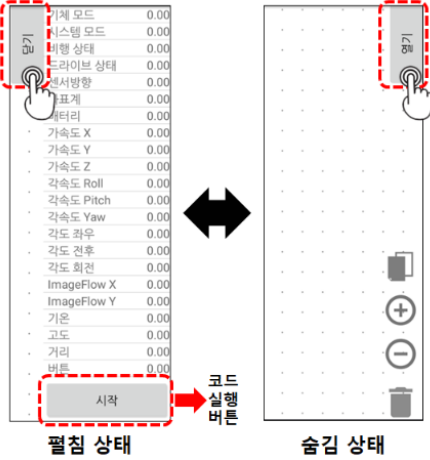 닫기
기체 모드 0.00
시스템 모드 0.00
비행 상태 0.00
드라이브 상태 0.00
센서방향 0.00
좌표계 0.00
배터리 0.00
가속도 X 0.00
가속도 Y 0.00
가속도 Z 0.00
각속도 Roll 0.00
각속도 Pitch 0.00
각속도 Yaw 0.00
각도 좌우 0.00
각도 전후 0.00
각도 회전 0.00
ImageFlow X 0.00
ImageFlow Y 0.00
기온 0.00
고도 0.00
거리 0.00
버튼 0.00
시작
코드
실행
버튼
펼침 상태
열기
숨김 상태